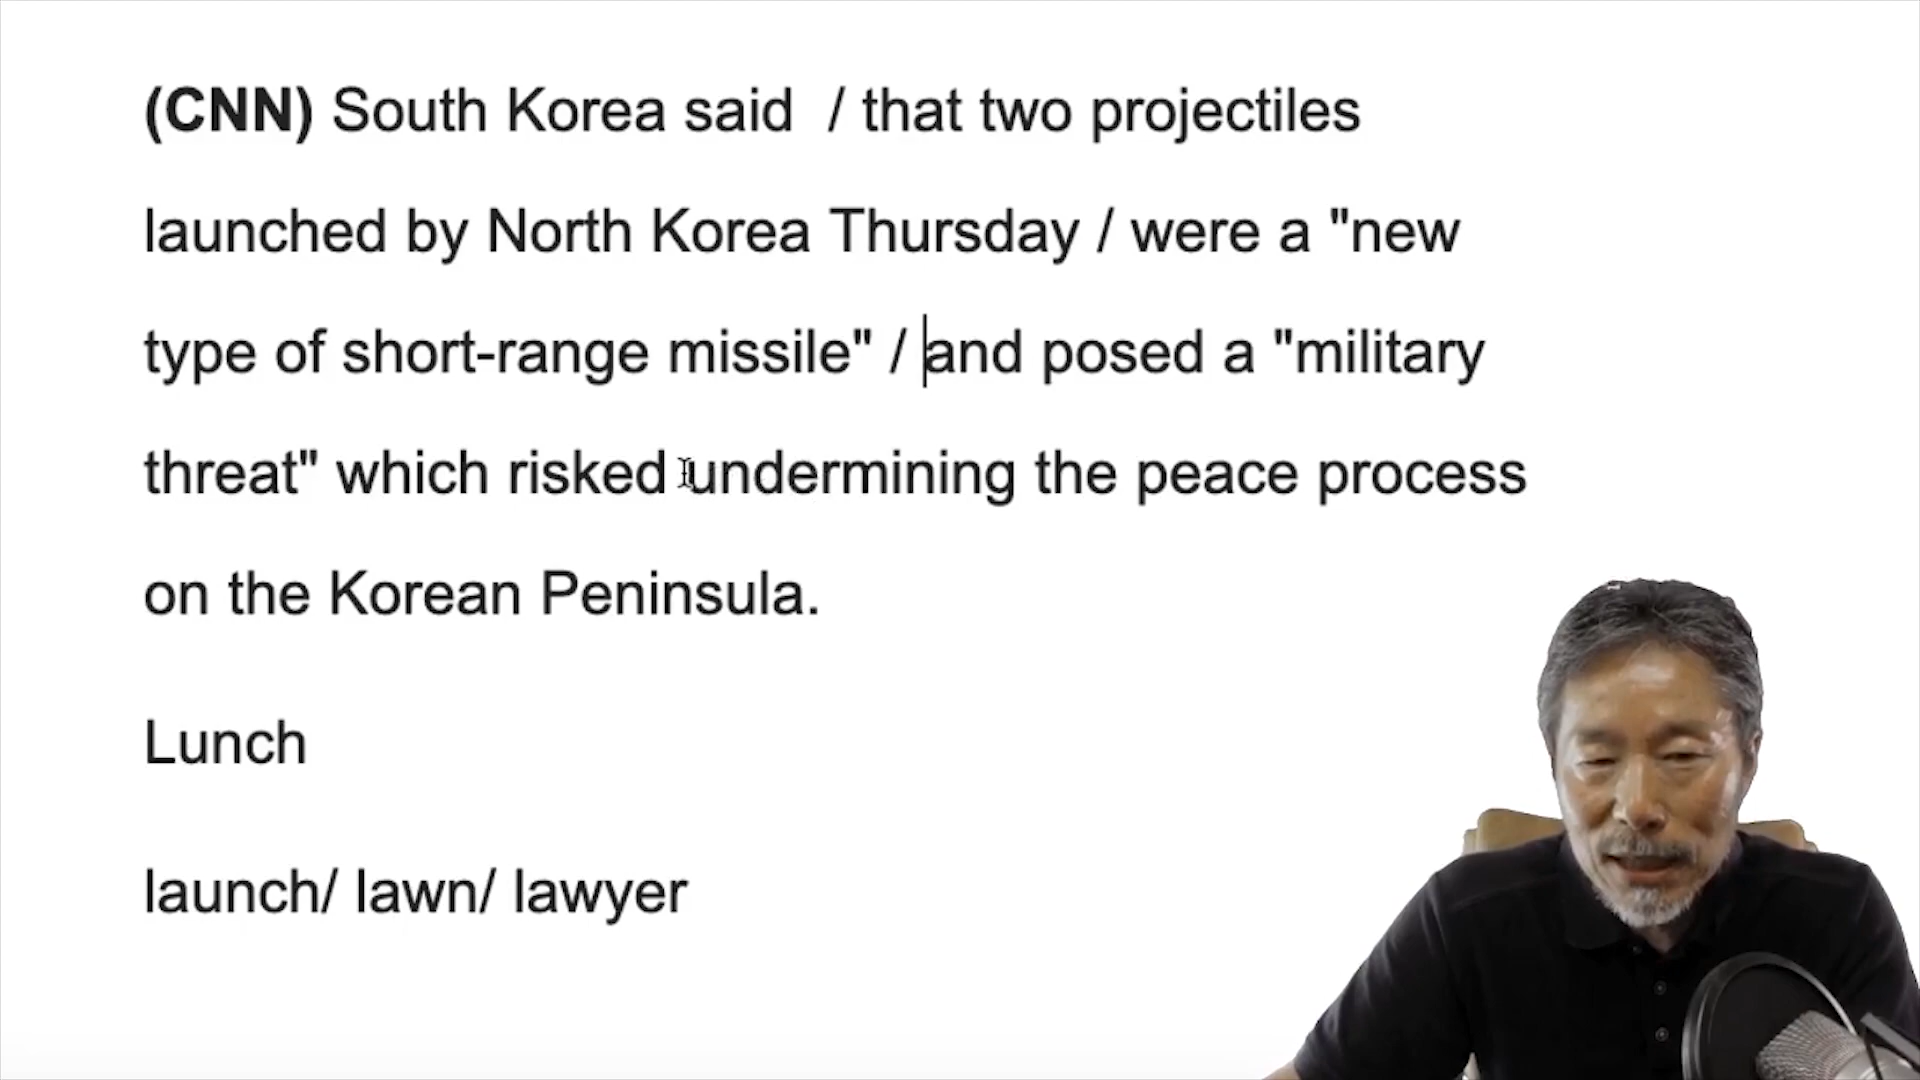 (CNN) South Korea said  / that two projectiles
launched by North Korea Thursday / were a "new
type of short-range missile" / and posed a "military
threat" which risked undermining the peace process
on the Korean Peninsula.
Lunch
launch/ lawn/ lawyer